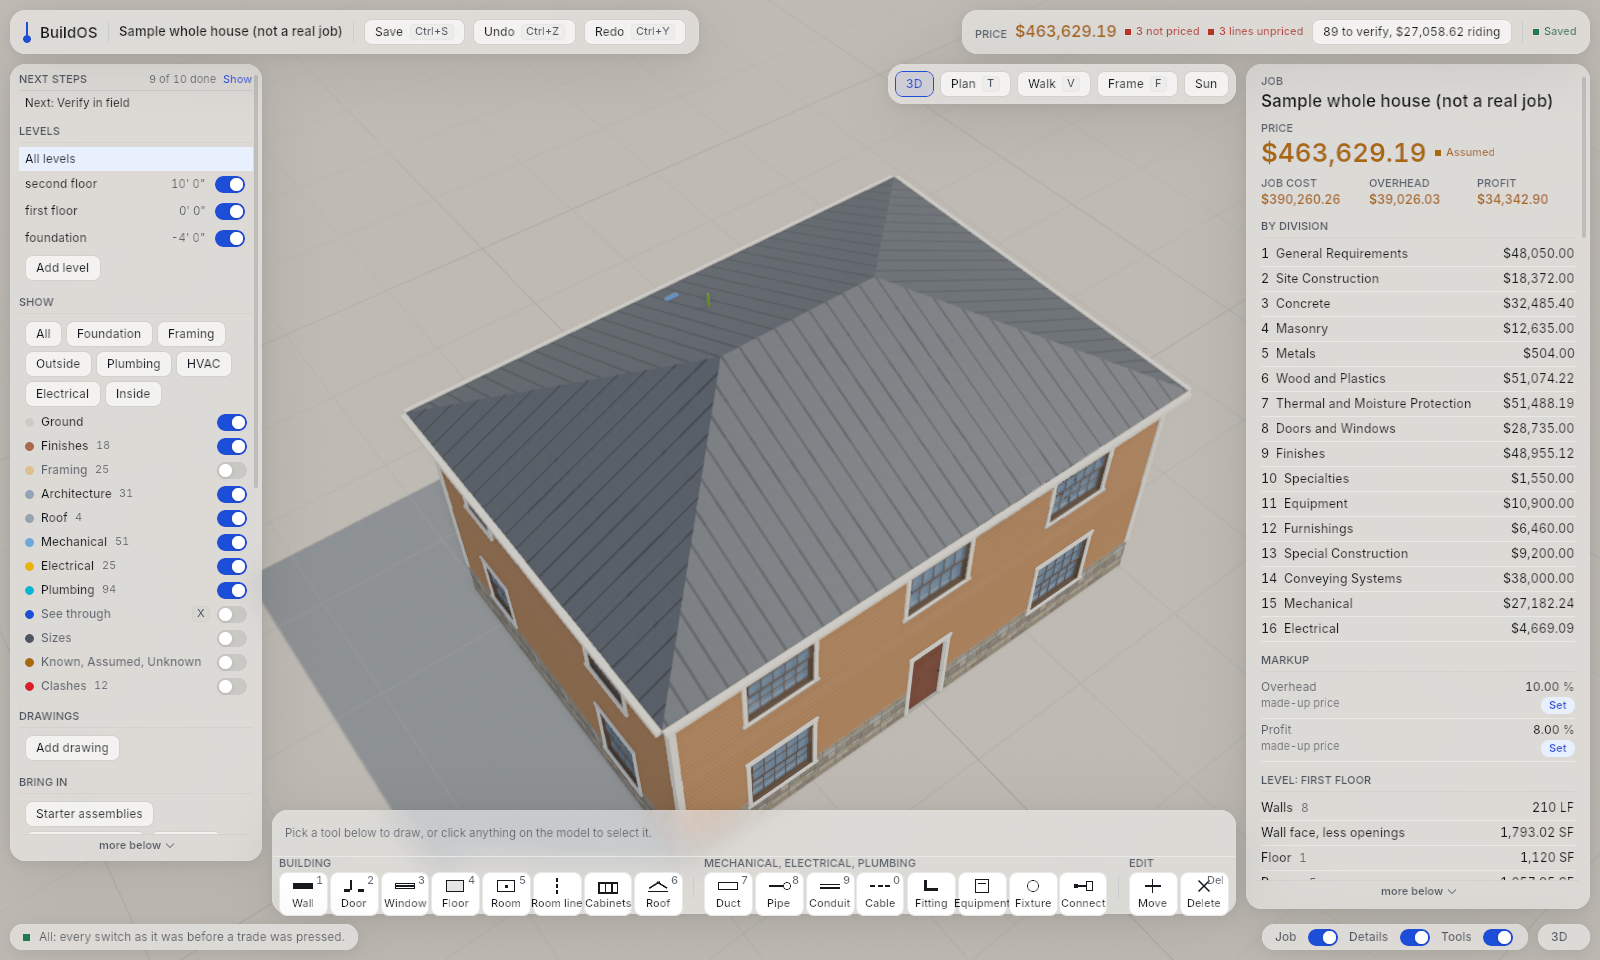 BuildOS
Sample whole house (not a real job)
Save Ctrl+S
Undo Ctrl+Z
Redo Ctrl+Y
PRICE $463,629.19
3 not priced
3 lines unpriced
89 to verify, $27,058.62 riding
Saved
NEXT STEPS 9 of 10 done Show
Next: Verify in field
LEVELS
All levels
second floor 10' 0"
first floor 0' 0"
foundation -4' 0"
Add level
SHOW
All Foundation Framing
Outside Plumbing HVAC
Electrical Inside
Ground
Finishes 18
Framing 25
Architecture 31
Roof 4
Mechanical 51
Electrical 25
Plumbing 94
See through X
Sizes
Known, Assumed, Unknown
Clashes 12
DRAWINGS
Add drawing
BRING IN
Starter assemblies
more below
3D
Plan T
Walk V
Frame F
Sun
JOB
Sample whole house (not a real job)
PRICE
$463,629.19 Assumed
JOB COST OVERHEAD PROFIT
$390,260.26 $39,026.03 $34,342.90
BY DIVISION
1 General Requirements $48,050.00
2 Site Construction $18,372.00
3 Concrete $32,485.40
4 Masonry $12,635.00
5 Metals $504.00
6 Wood and Plastics $51,074.22
7 Thermal and Moisture Protection $51,488.19
8 Doors and Windows $28,735.00
9 Finishes $48,955.12
10 Specialties $1,550.00
11 Equipment $10,900.00
12 Furnishings $6,460.00
13 Special Construction $9,200.00
14 Conveying Systems $38,000.00
15 Mechanical $27,182.24
16 Electrical $4,669.09
MARKUP
Overhead 10.00 %
made-up price Set
Profit 8.00 %
made-up price Set
LEVEL: FIRST FLOOR
Walls 8 210 LF
Wall face, less openings 1,793.02 SF
Floor 1 1,120 SF
more below
Pick a tool below to draw, or click anything on the model to select it.
BUILDING
Wall 1
Door 2
Window 3
Floor 4
Room 5
Room line
Cabinets
Roof 6
MECHANICAL, ELECTRICAL, PLUMBING
Duct 7
Pipe 8
Conduit 9
Cable 0
Fitting
Equipment
Fixture
Connect
EDIT
Move
Delete Del
All: every switch as it was before a trade was pressed.
Job Details Tools
3D